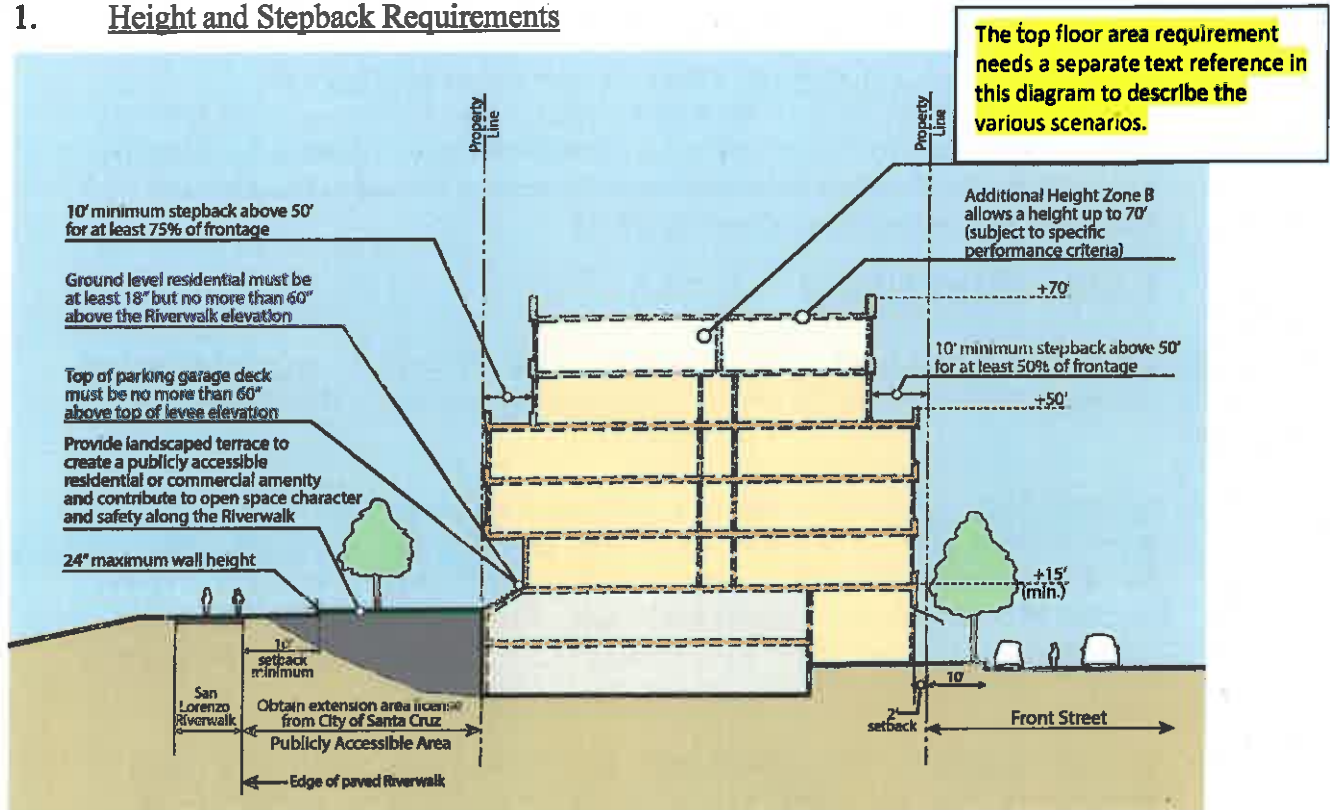 1. Height and Stepback Requirements
The top floor area requirement
needs a separate text reference in
this diagram to describe the
various scenarios.
Property
Line
Property
Line
10' minimum stepback above 50'
for at least 75% of frontage
Ground level residential must be
at least 18" but no more than 60"
above the Riverwalk elevation
Top of parking garage deck
must be no more than 60"
above top of levee elevation
Provide landscaped terrace to
create a publicly accessible
residential or commercial amenity
and contribute to open space character
and safety along the Riverwalk
24" maximum wall height
Additional Height Zone B
allows a height up to 70'
(subject to specific
performance criteria)
+70'
10' minimum stepback above 50'
for at least 50% of frontage
+50'
+15'
(min.)
10'
setback
minimum
San
Lorenzo
Riverwalk
Obtain extension area license
from City of Santa Cruz
Publicly Accessible Area
Edge of paved Riverwalk
2'
setback
10'
Front Street